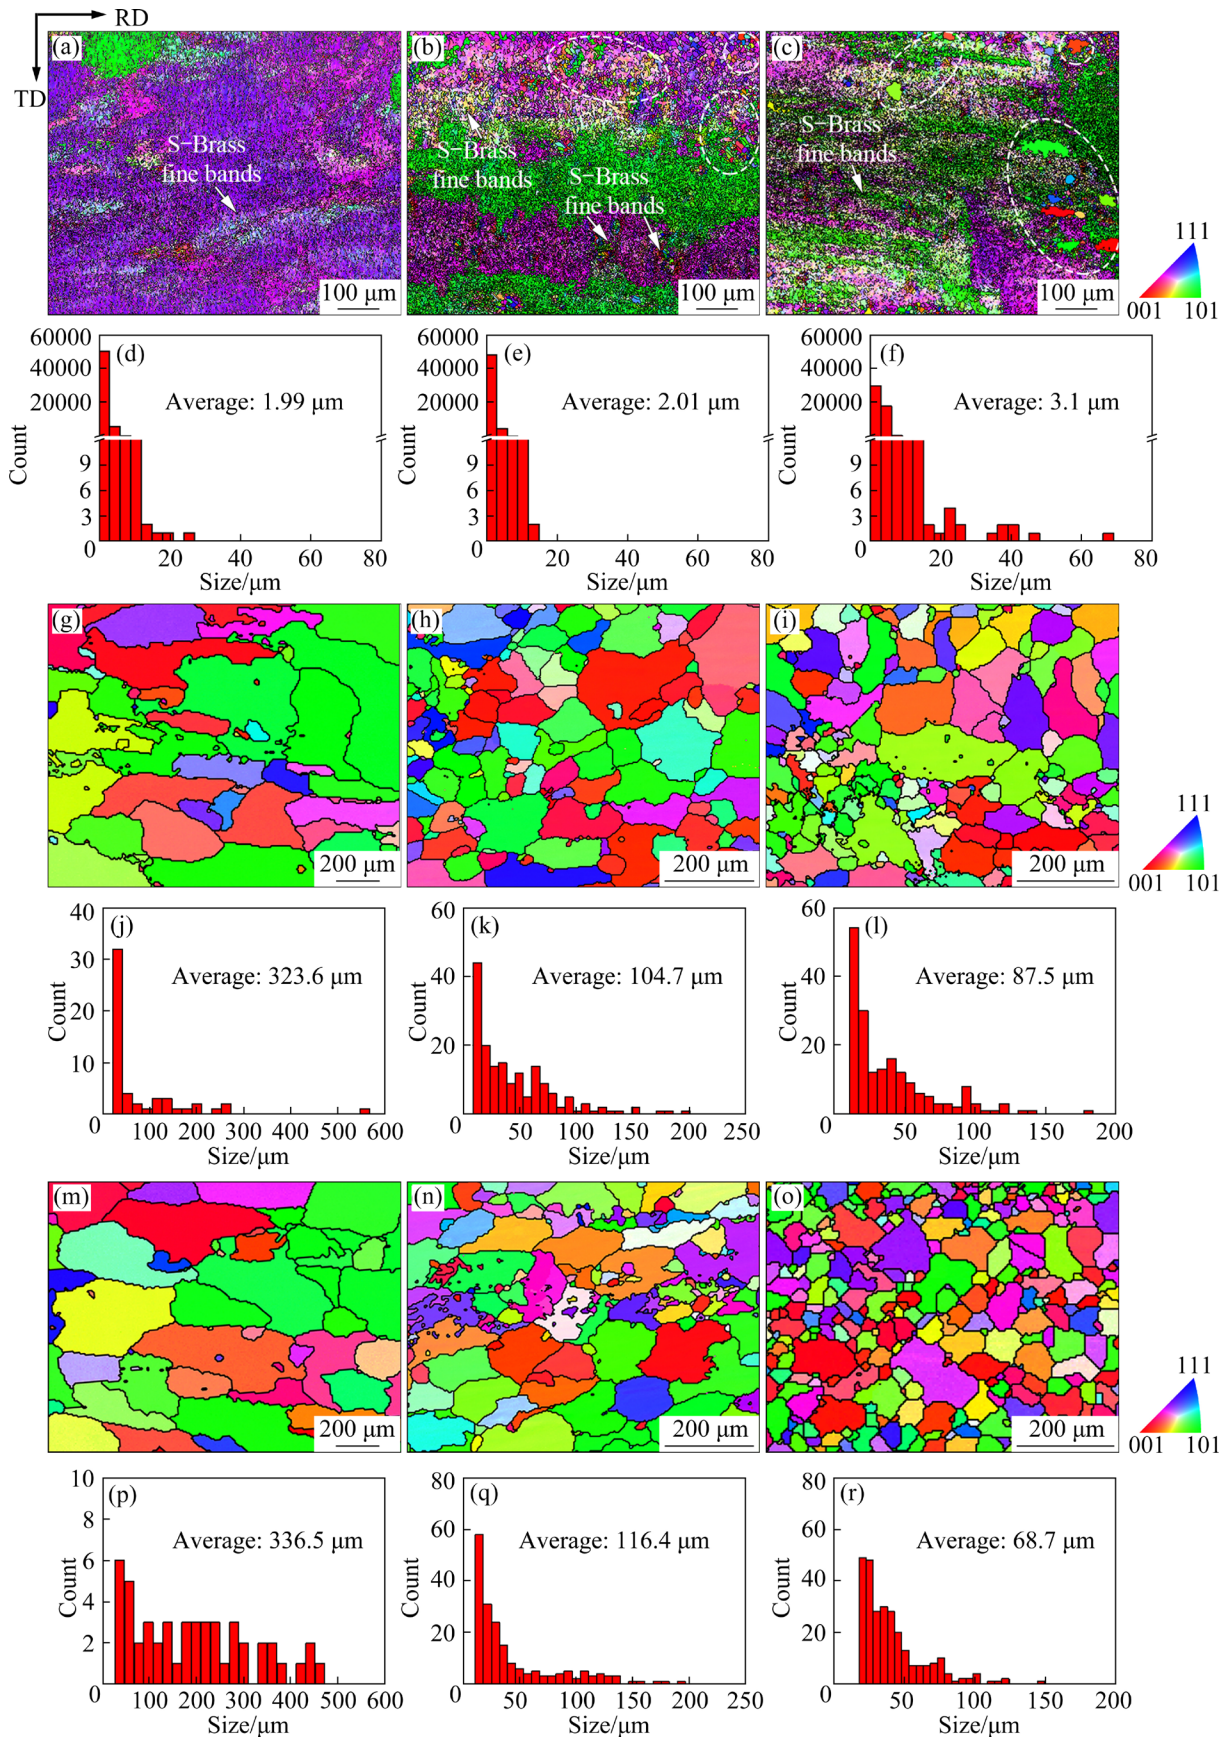 RD
TD
(a)
S−Brass
fine bands
100 μm
(b)
S−Brass
fine bands
S−Brass
fine bands
100 μm
(c)
S−Brass
fine bands
100 μm
111
001 101
(d)
Average: 1.99 μm
60000
40000
20000
9
6
3
0
20 40 60 80
Count
Size/μm
(e)
Average: 2.01 μm
60000
40000
20000
9
6
3
0
20 40 60 80
Count
Size/μm
(f)
Average: 3.1 μm
60000
40000
20000
9
6
3
0
20 40 60 80
Count
Size/μm
(g)
200 μm
(h)
200 μm
(i)
200 μm
111
001 101
(j)
Average: 323.6 μm
40
30
20
10
0
100 200 300 400 500 600
Count
Size/μm
(k)
Average: 104.7 μm
60
40
20
0
50 100 150 200 250
Count
Size/μm
(l)
Average: 87.5 μm
60
40
20
0
50 100 150 200
Count
Size/μm
(m)
200 μm
(n)
200 μm
(o)
200 μm
111
001 101
(p)
Average: 336.5 μm
10
8
6
4
2
0
100 200 300 400 500 600
Count
Size/μm
(q)
Average: 116.4 μm
80
60
40
20
0
50 100 150 200 250
Count
Size/μm
(r)
Average: 68.7 μm
80
60
40
20
0
50 100 150 200
Count
Size/μm